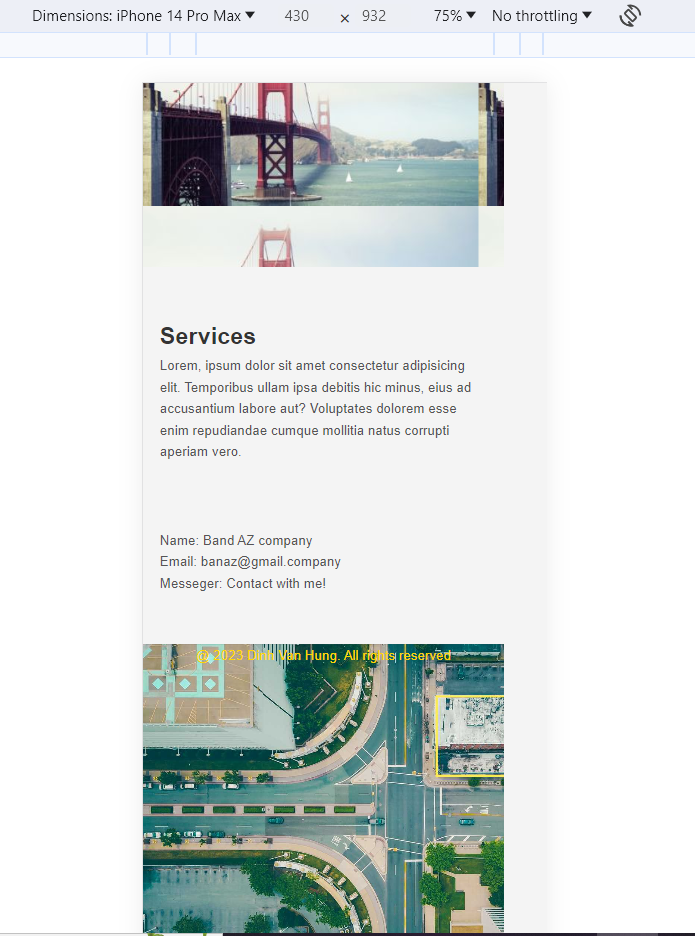 Dimensions: iPhone 14 Pro Max 430 × 932 75% No throttling
Services
Lorem, ipsum dolor sit amet consectetur adipisicing
elit. Temporibus ullam ipsa debitis hic minus, eius ad
accusantium labore aut? Voluptates dolorem esse
enim repudiandae cumque mollitia natus corrupti
aperiam vero.
Name: Band AZ company
Email: banaz@gmail.company
Messeger: Contact with me!
@ 2023 Dinh Van Hung. All rights reserved